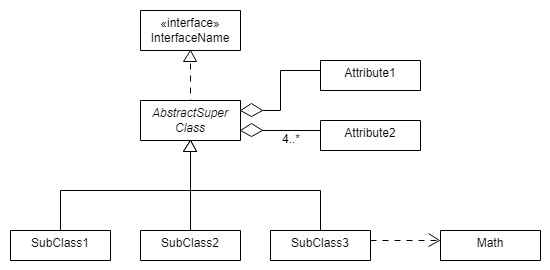 «interface»
InterfaceName
Attribute1
AbstractSuper
Class
Attribute2
4..*
SubClass1
SubClass2
SubClass3
Math